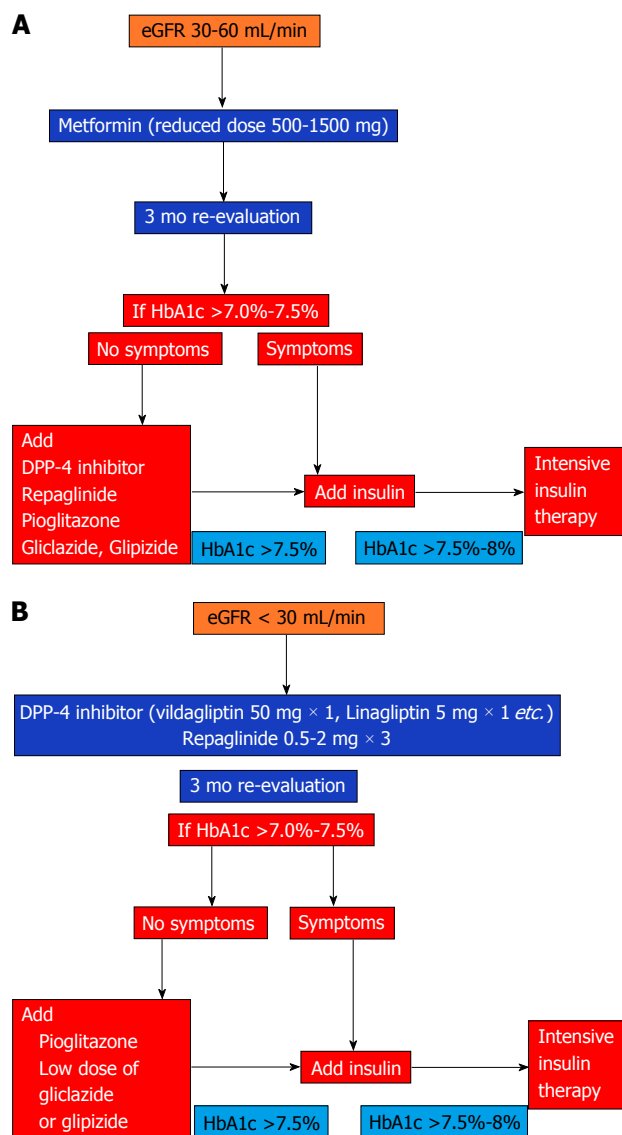 A
eGFR 30-60 mL/min
Metformin (reduced dose 500-1500 mg)
3 mo re-evaluation
If HbA1c >7.0%-7.5%
No symptoms
Symptoms
Add
DPP-4 inhibitor
Repaglinide
Pioglitazone
Gliclazide, Glipizide
Add insulin
Intensive
insulin
therapy
HbA1c >7.5%
HbA1c >7.5%-8%
B
eGFR < 30 mL/min
DPP-4 inhibitor (vildagliptin 50 mg × 1, Linagliptin 5 mg × 1 etc.)
Repaglinide 0.5-2 mg × 3
3 mo re-evaluation
If HbA1c >7.0%-7.5%
No symptoms
Symptoms
Add
Pioglitazone
Low dose of
gliclazide
or glipizide
Add insulin
Intensive
insulin
therapy
HbA1c >7.5%
HbA1c >7.5%-8%